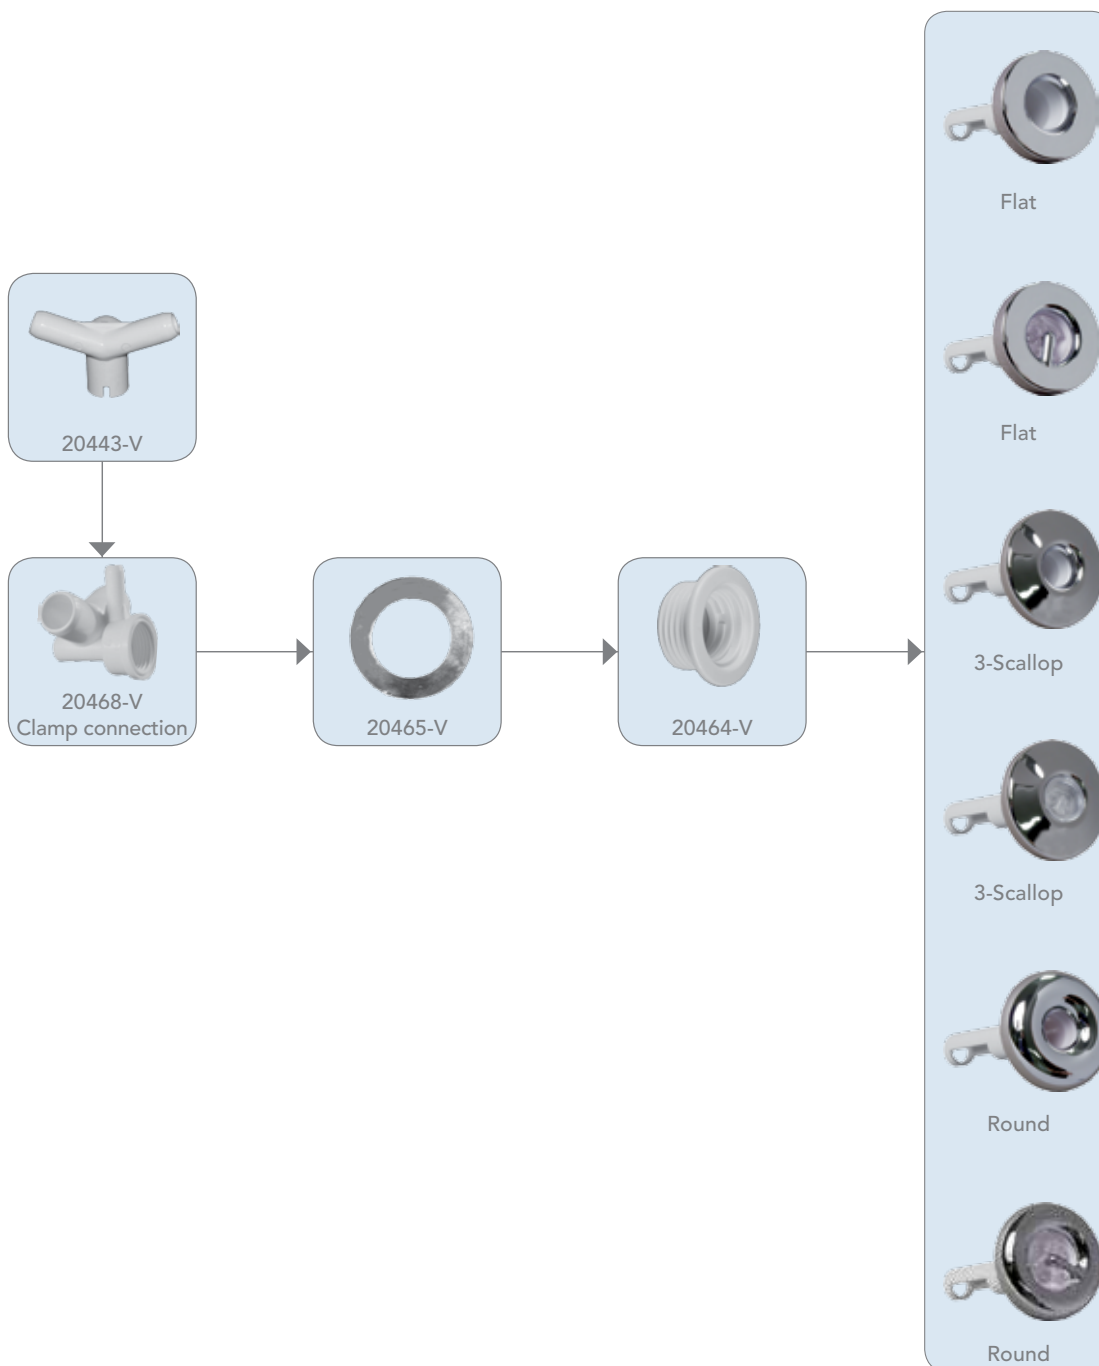 Flat
Flat
20443-V
3-Scallop
20468-V
Clamp connection
20465-V
20464-V
3-Scallop
Round
Round